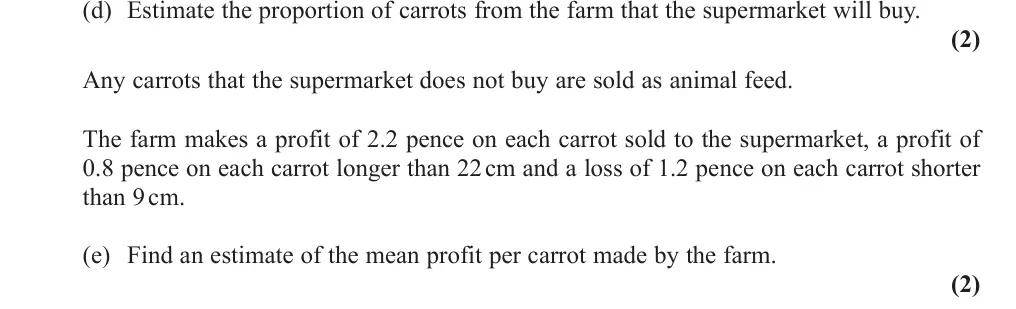 (d) Estimate the proportion of carrots from the farm that the supermarket will buy.
(2)
Any carrots that the supermarket does not buy are sold as animal feed.
The farm makes a profit of 2.2 pence on each carrot sold to the supermarket, a profit of
0.8 pence on each carrot longer than 22 cm and a loss of 1.2 pence on each carrot shorter
than 9 cm.
(e) Find an estimate of the mean profit per carrot made by the farm.
(2)